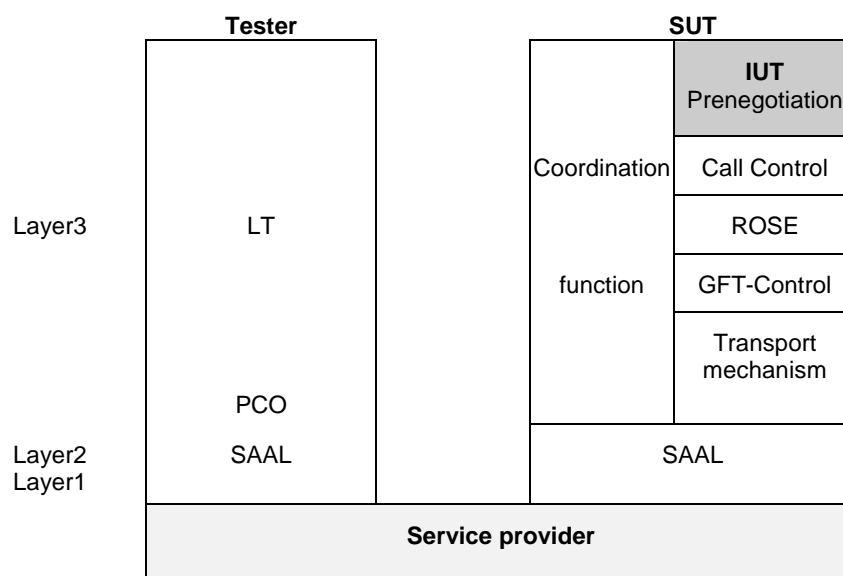 Tester
SUT
IUT
Prenegotiation
Coordination
Call Control
Layer3
LT
ROSE
function
GFT-Control
Transport
mechanism
PCO
Layer2
SAAL
SAAL
Layer1
Service provider